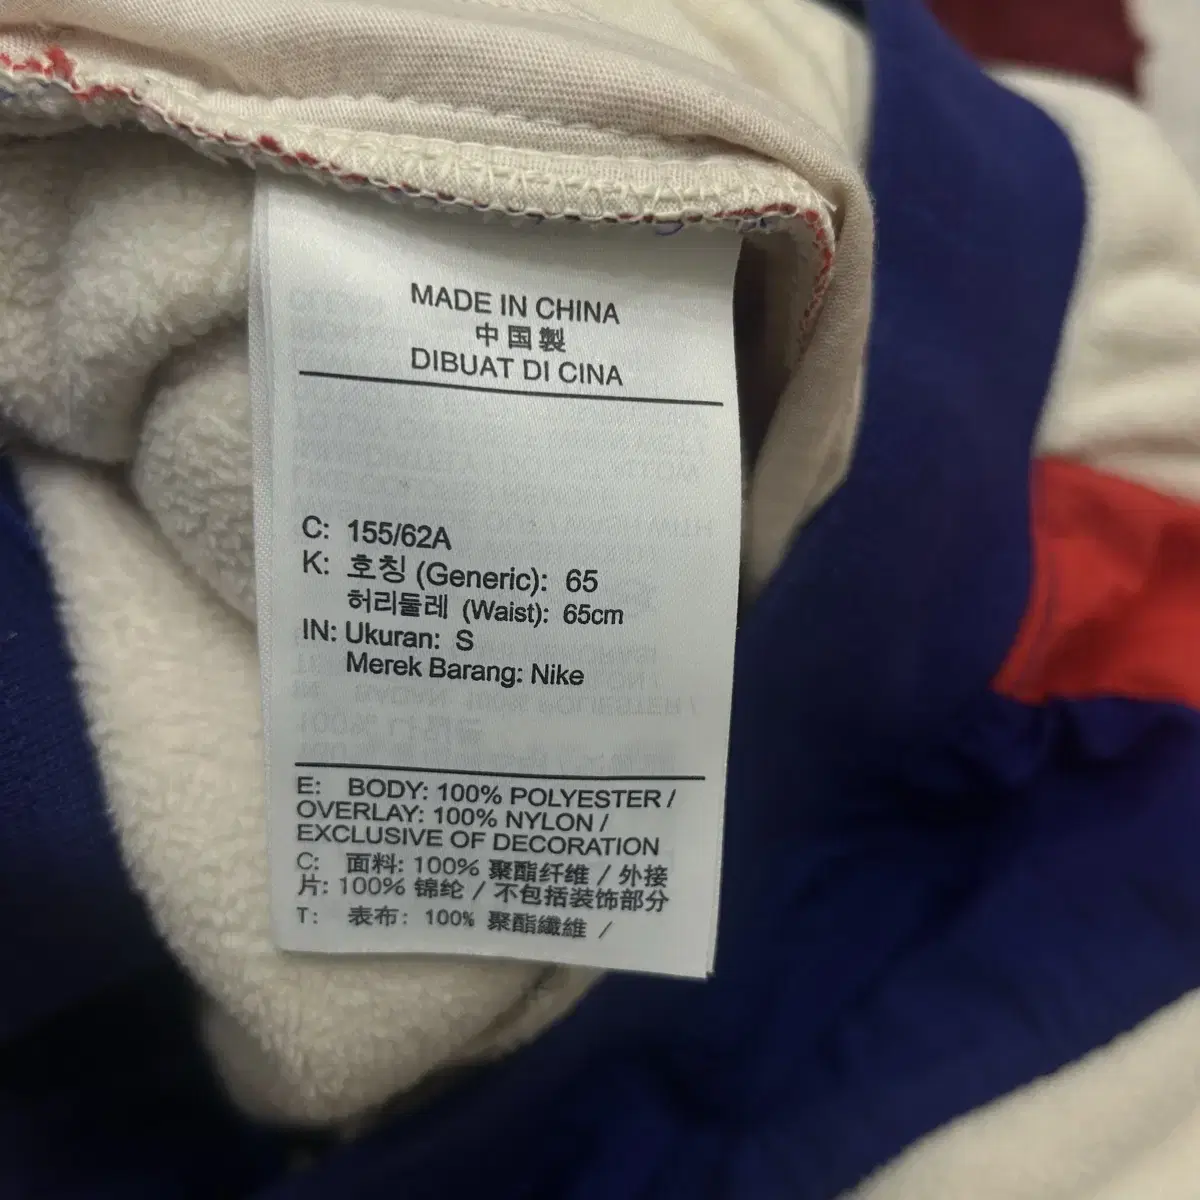 MADE IN CHINA
中国製
DIBUAT DI CINA
C: 155/62A
K: 호칭 (Generic): 65
허리둘레 (Waist): 65cm
IN: Ukuran: S
Merek Barang: Nike
E: BODY: 100% POLYESTER /
OVERLAY: 100% NYLON /
EXCLUSIVE OF DECORATION
C: 面料: 100% 聚酯纤维 / 外接
片: 100% 锦纶 / 不包括装饰部分
T: 表布: 100% 聚酯纖維 /